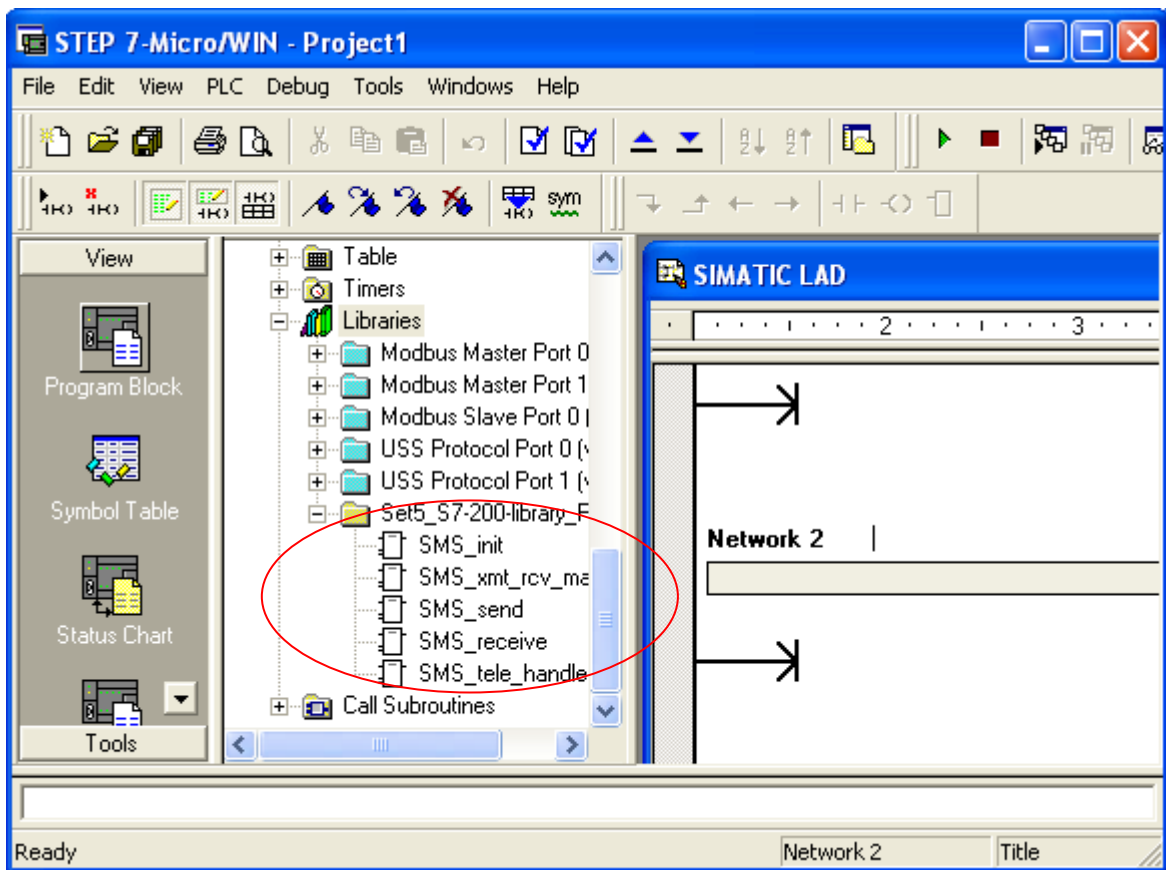 STEP 7-Micro/WIN - Project1
File Edit View PLC Debug Tools Windows Help
sym
View
Program Block
Symbol Table
Status Chart
Tools
Table
Timers
Libraries
Modbus Master Port 0
Modbus Master Port 1
Modbus Slave Port 0 (
USS Protocol Port 0 (v
USS Protocol Port 1 (v
Set5_S7-200-library_F
SMS_init
SMS_xmt_rcv_ma
SMS_send
SMS_receive
SMS_tele_handle
Call Subroutines
SIMATIC LAD
2 3
Network 2
Ready Network 2 Title